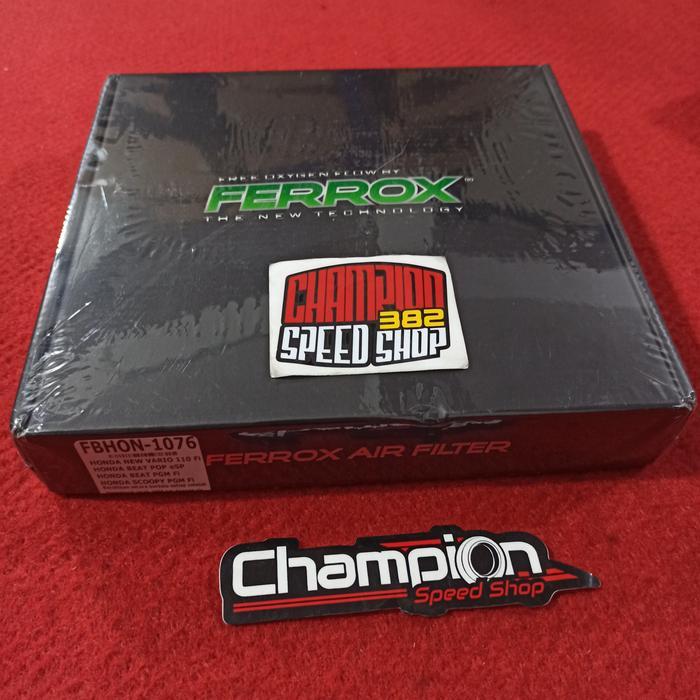 FREE OXYGEN FLOW BY
FERROX™
THE NEW TECHNOLOGY
CHAMPION
382
SPEED SHOP
FBHON-1076
HONDA NEW VARIO 110 Fi
HONDA BEAT POP eSP
HONDA BEAT PGM Fi
HONDA SCOOPY PGM Fi
FERROX AIR FILTER
Champion
Speed Shop